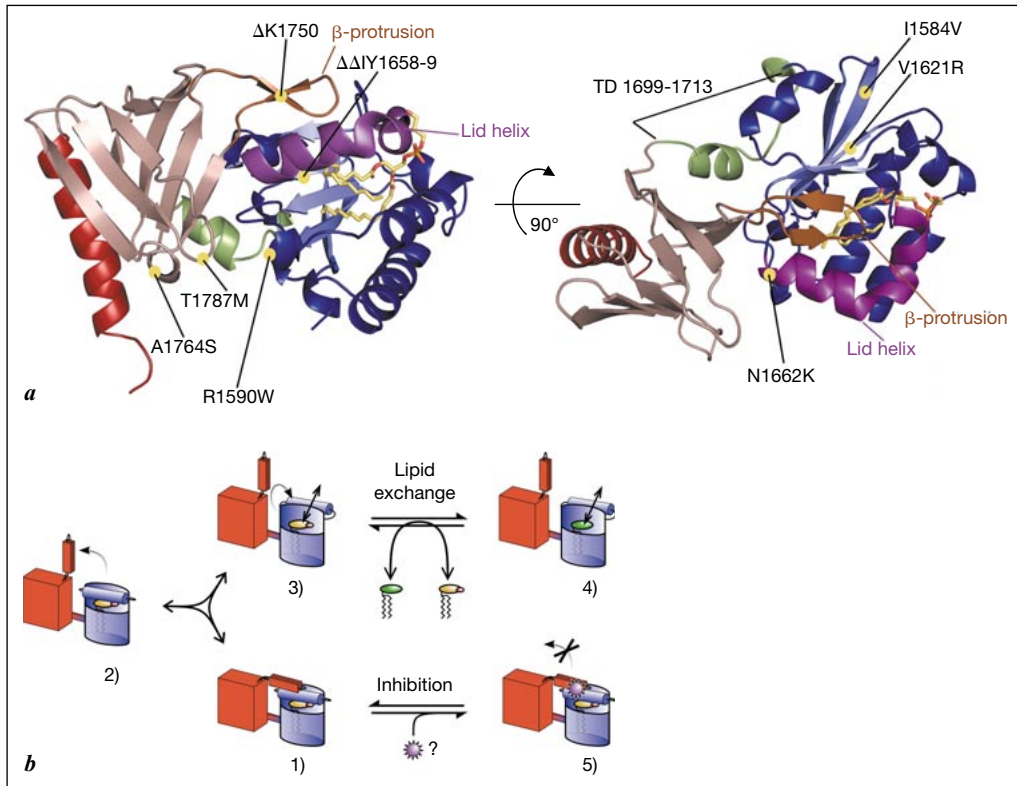 a
ΔK1750
β-protrusion
ΔΔIY1658-9
Lid helix
T1787M
A1764S
R1590W
90°
I1584V
V1621R
TD 1699-1713
β-protrusion
Lid helix
N1662K
b
Lipid
exchange
3)
4)
2)
Inhibition
?
1)
5)